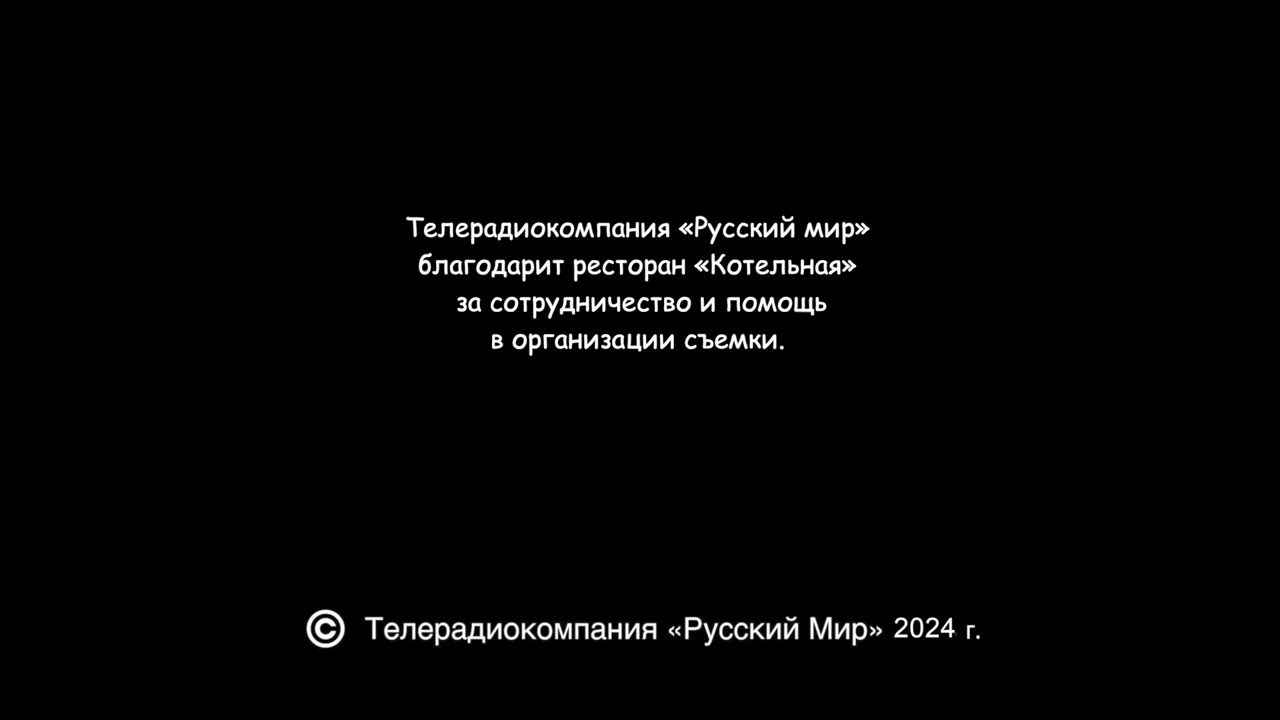 Телерадиокомпания «Русский мир»
благодарит ресторан «Котельная»
за сотрудничество и помощь
в организации съемки.
© Телерадиокомпания «Русский Мир» 2024 г.